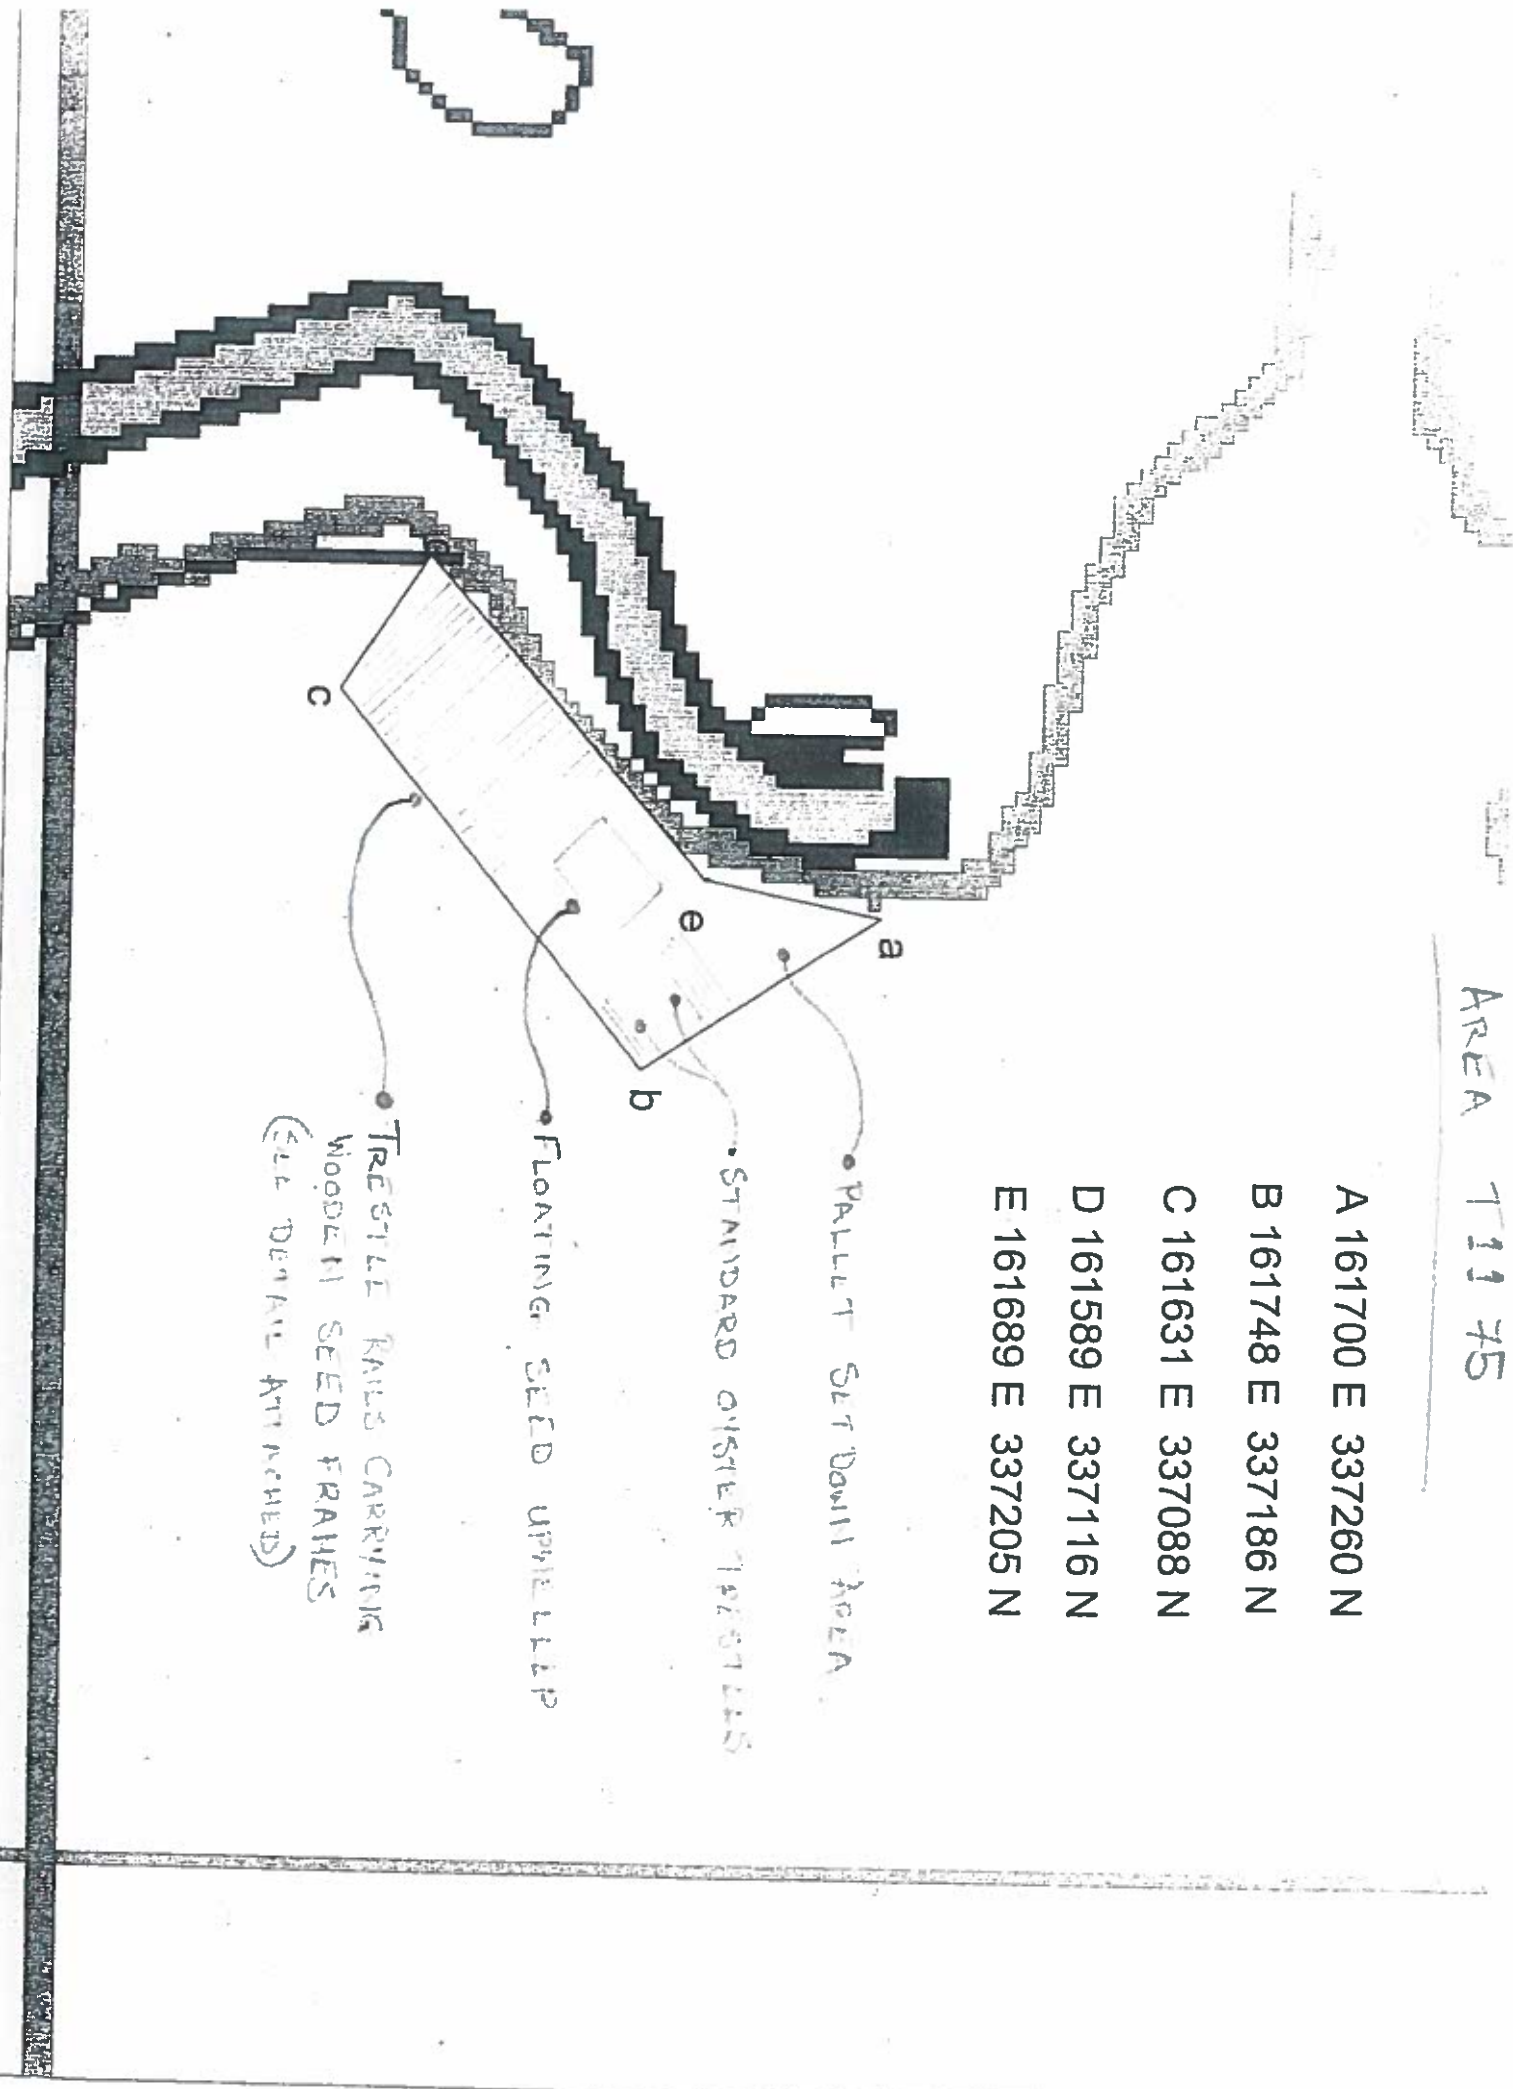 AREA T11 75
A 161700 E 337260 N
B 161748 E 337186 N
C 161631 E 337088 N
D 161589 E 337116 N
E 161689 E 337205 N
a
e
b
c
PALLET SET DOWN AREA
STANDARD OYSTER TRESTLES
FLOATING SEED UPWELLER
TRESTLE RAILS CARRYING
WOODEN SEED FRAMES
(SEE DETAIL ATTACHED)